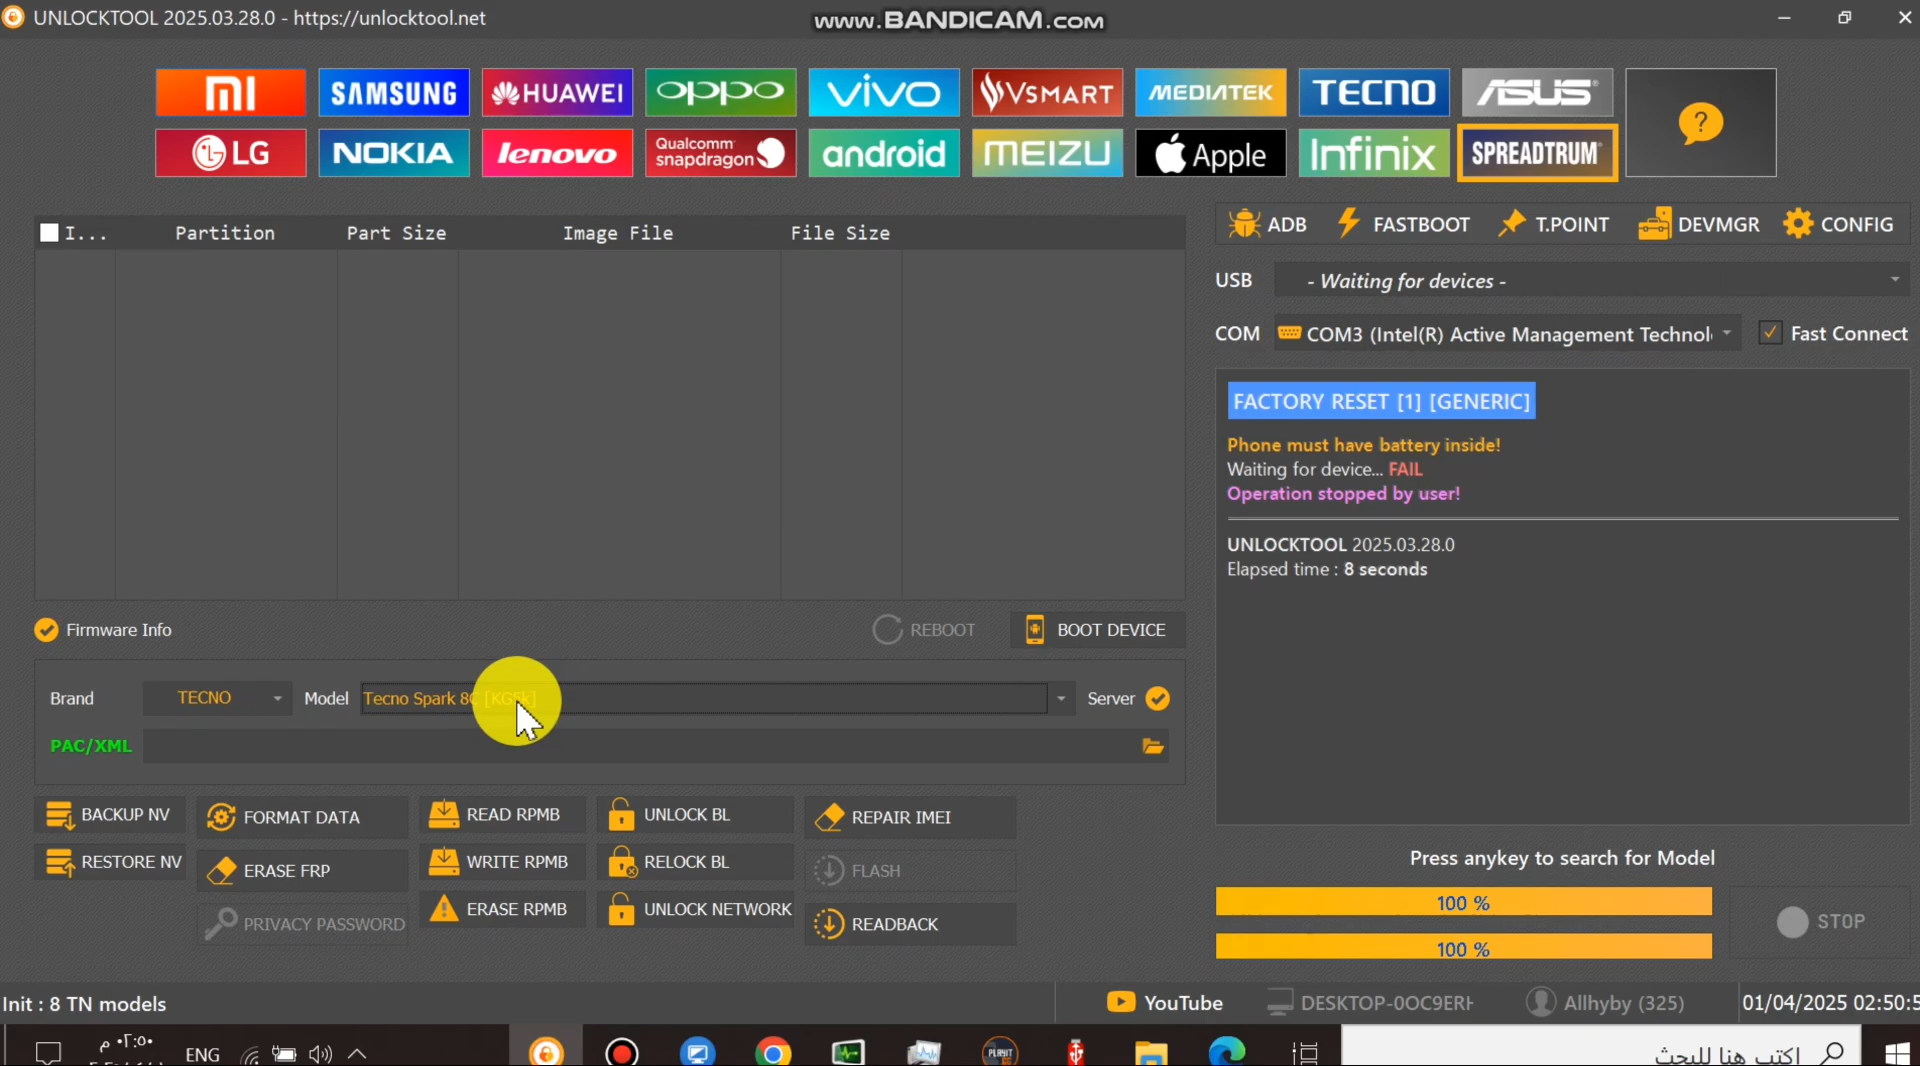 UNLOCKTOOL 2025.03.28.0 - https://unlocktool.net
www.BANDICAM.com
SAMSUNG
HUAWEI
oppo
vivo
VSMART
MEDIATEK
TECNO
ASUS
LG
NOKIA
lenovo
Qualcomm snapdragon
android
MEIZU
Apple
Infinix
SPREADTRUM
?
I... Partition Part Size Image File File Size
ADB FASTBOOT T.POINT DEVMGR CONFIG
USB - Waiting for devices -
COM COM3 (Intel(R) Active Management Technol Fast Connect
FACTORY RESET [1] [GENERIC]
Phone must have battery inside!
Waiting for device... FAIL
Operation stopped by user!
UNLOCKTOOL 2025.03.28.0
Elapsed time : 8 seconds
Firmware Info
REBOOT
BOOT DEVICE
Brand TECNO Model Tecno Spark 8C Server
PAC/XML
BACKUP NV
FORMAT DATA
READ RPMB
UNLOCK BL
REPAIR IMEI
RESTORE NV
ERASE FRP
WRITE RPMB
RELOCK BL
FLASH
PRIVACY PASSWORD
ERASE RPMB
UNLOCK NETWORK
READBACK
Press anykey to search for Model
100 %
100 %
STOP
Init : 8 TN models
YouTube
DESKTOP-0OC9ERH
Allhyby (325)
01/04/2025 02:50:5
ENG
PLAYIT
اكتب هنا للبحث